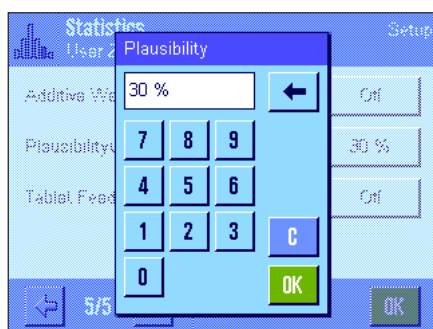 Statistics Setup
User 2
Plausibility
Additive We
30 %
Off
Plausibility
7 8 9
30 %
4 5 6
Tablet Feed
Off
1 2 3
C
0
OK
5/5
OK